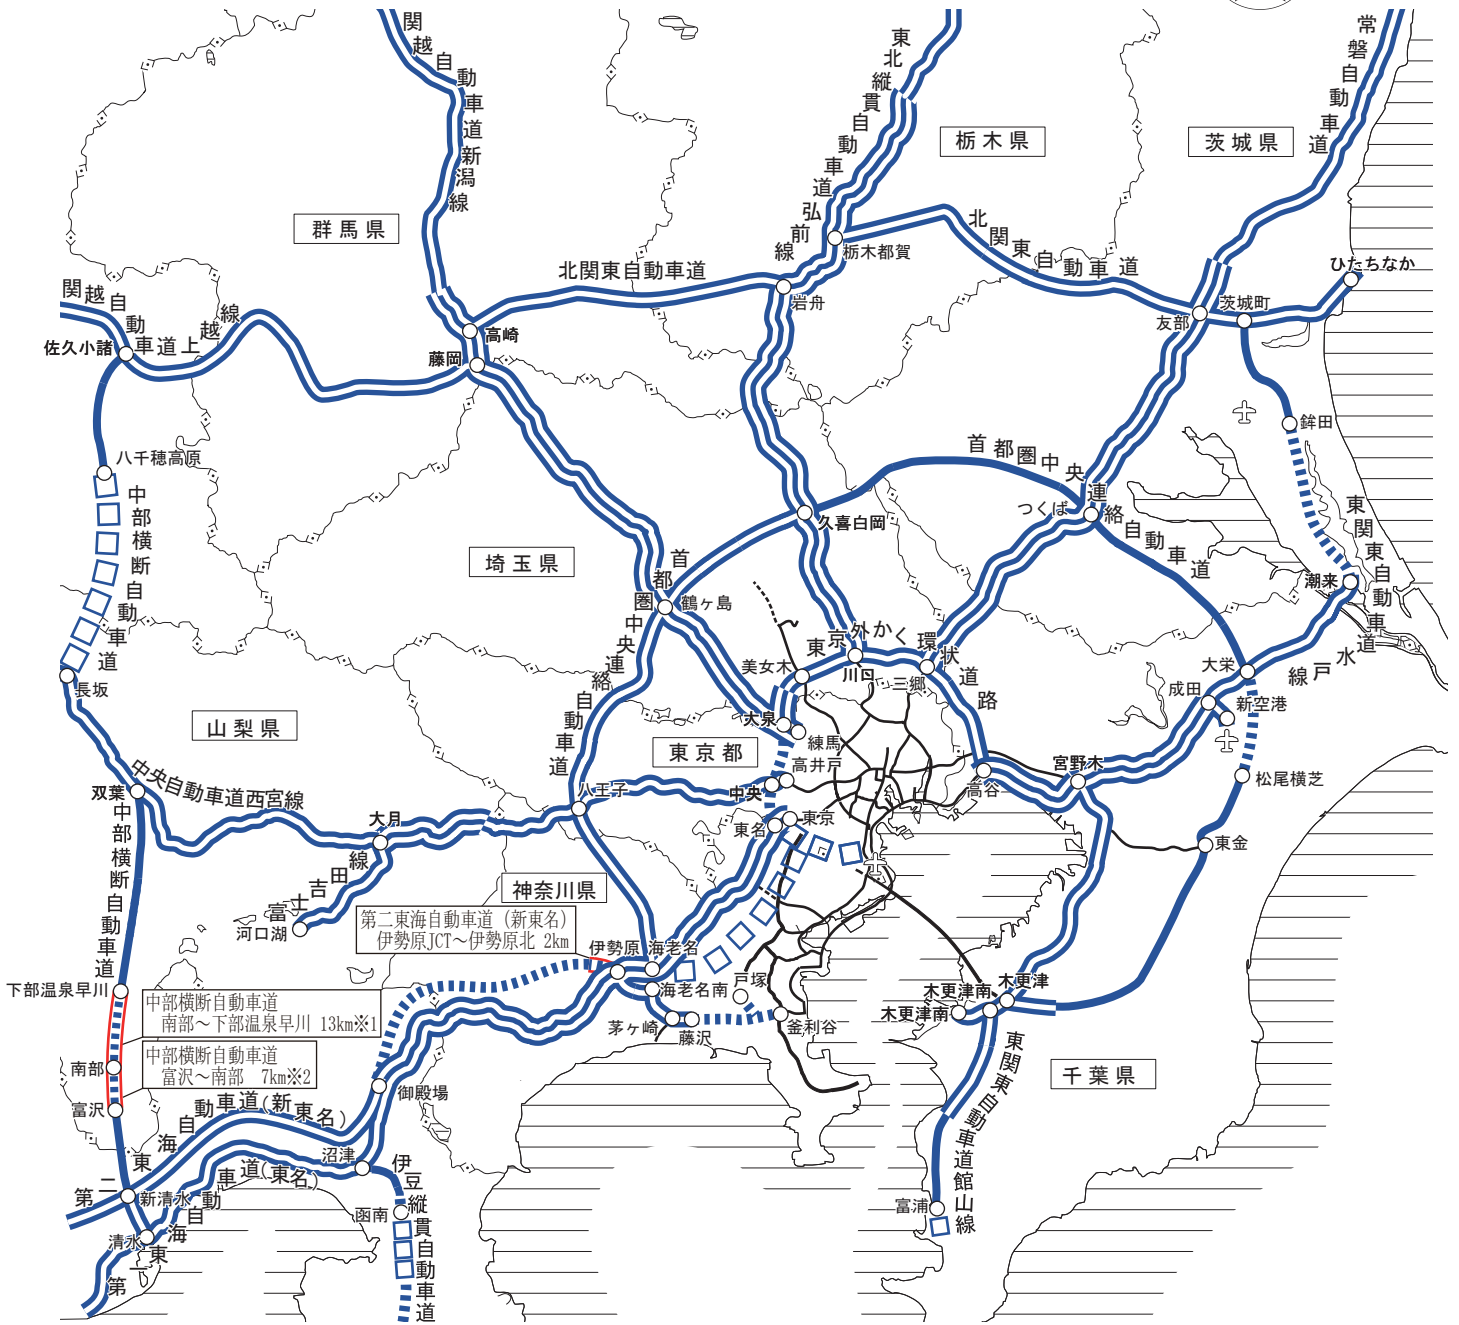 関越自動車道新潟線
東北縦貫自動車道弘前線
常磐自動車道
栃木県
茨城県
群馬県
北関東自動車道
栃木都賀
北関東自動車道
ひたちなか
関越自動車道上越線
岩舟
茨城町
友部
佐久小諸
高崎
藤岡
鉾田
八千穂高原
首都圏中央連絡自動車道
つくば
久喜白岡
中部横断自動車道
東関東自動車道水戸線
埼玉県
首都圏中央連絡自動車道
鶴ヶ島
潮来
東京外かく環状道路
美女木
川口
三郷
大栄
長坂
成田
新空港
山梨県
大泉
練馬
東京都
高井戸
宮野木
松尾横芝
中央自動車道西宮線
双葉
中央
高谷
八王子
大月
東名
東京
東金
中部横断自動車道
富士吉田線
神奈川県
河口湖
第二東海自動車道(新東名)
伊勢原JCT～伊勢原北 2km
伊勢原
海老名
下部温泉早川
中部横断自動車道
南部～下部温泉早川 13km※1
海老名南
戸塚
木更津南
木更津
木更津南
茅ヶ崎
藤沢
釜利谷
中部横断自動車道
富沢～南部 7km※2
南部
富沢
御殿場
東関東自動車道館山線
千葉県
第二東海自動車道(新東名)
沼津
伊豆縦貫自動車道
新清水
函南
富浦
清水
第一東海自動車道(東名)